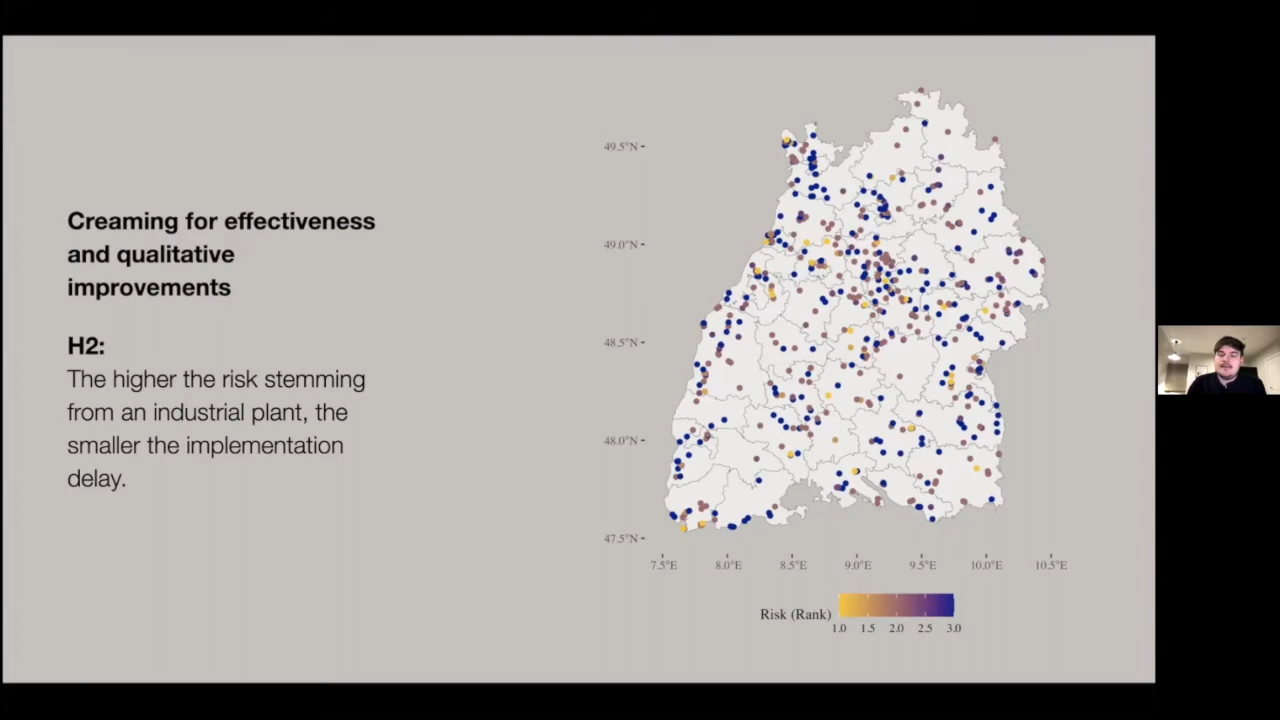 Creaming for effectiveness
and qualitative
improvements
H2:
The higher the risk stemming
from an industrial plant, the
smaller the implementation
delay.
49.5°N
49.0°N
48.5°N
48.0°N
47.5°N
7.5°E 8.0°E 8.5°E 9.0°E 9.5°E 10.0°E 10.5°E
Risk (Rank)
1.0 1.5 2.0 2.5 3.0